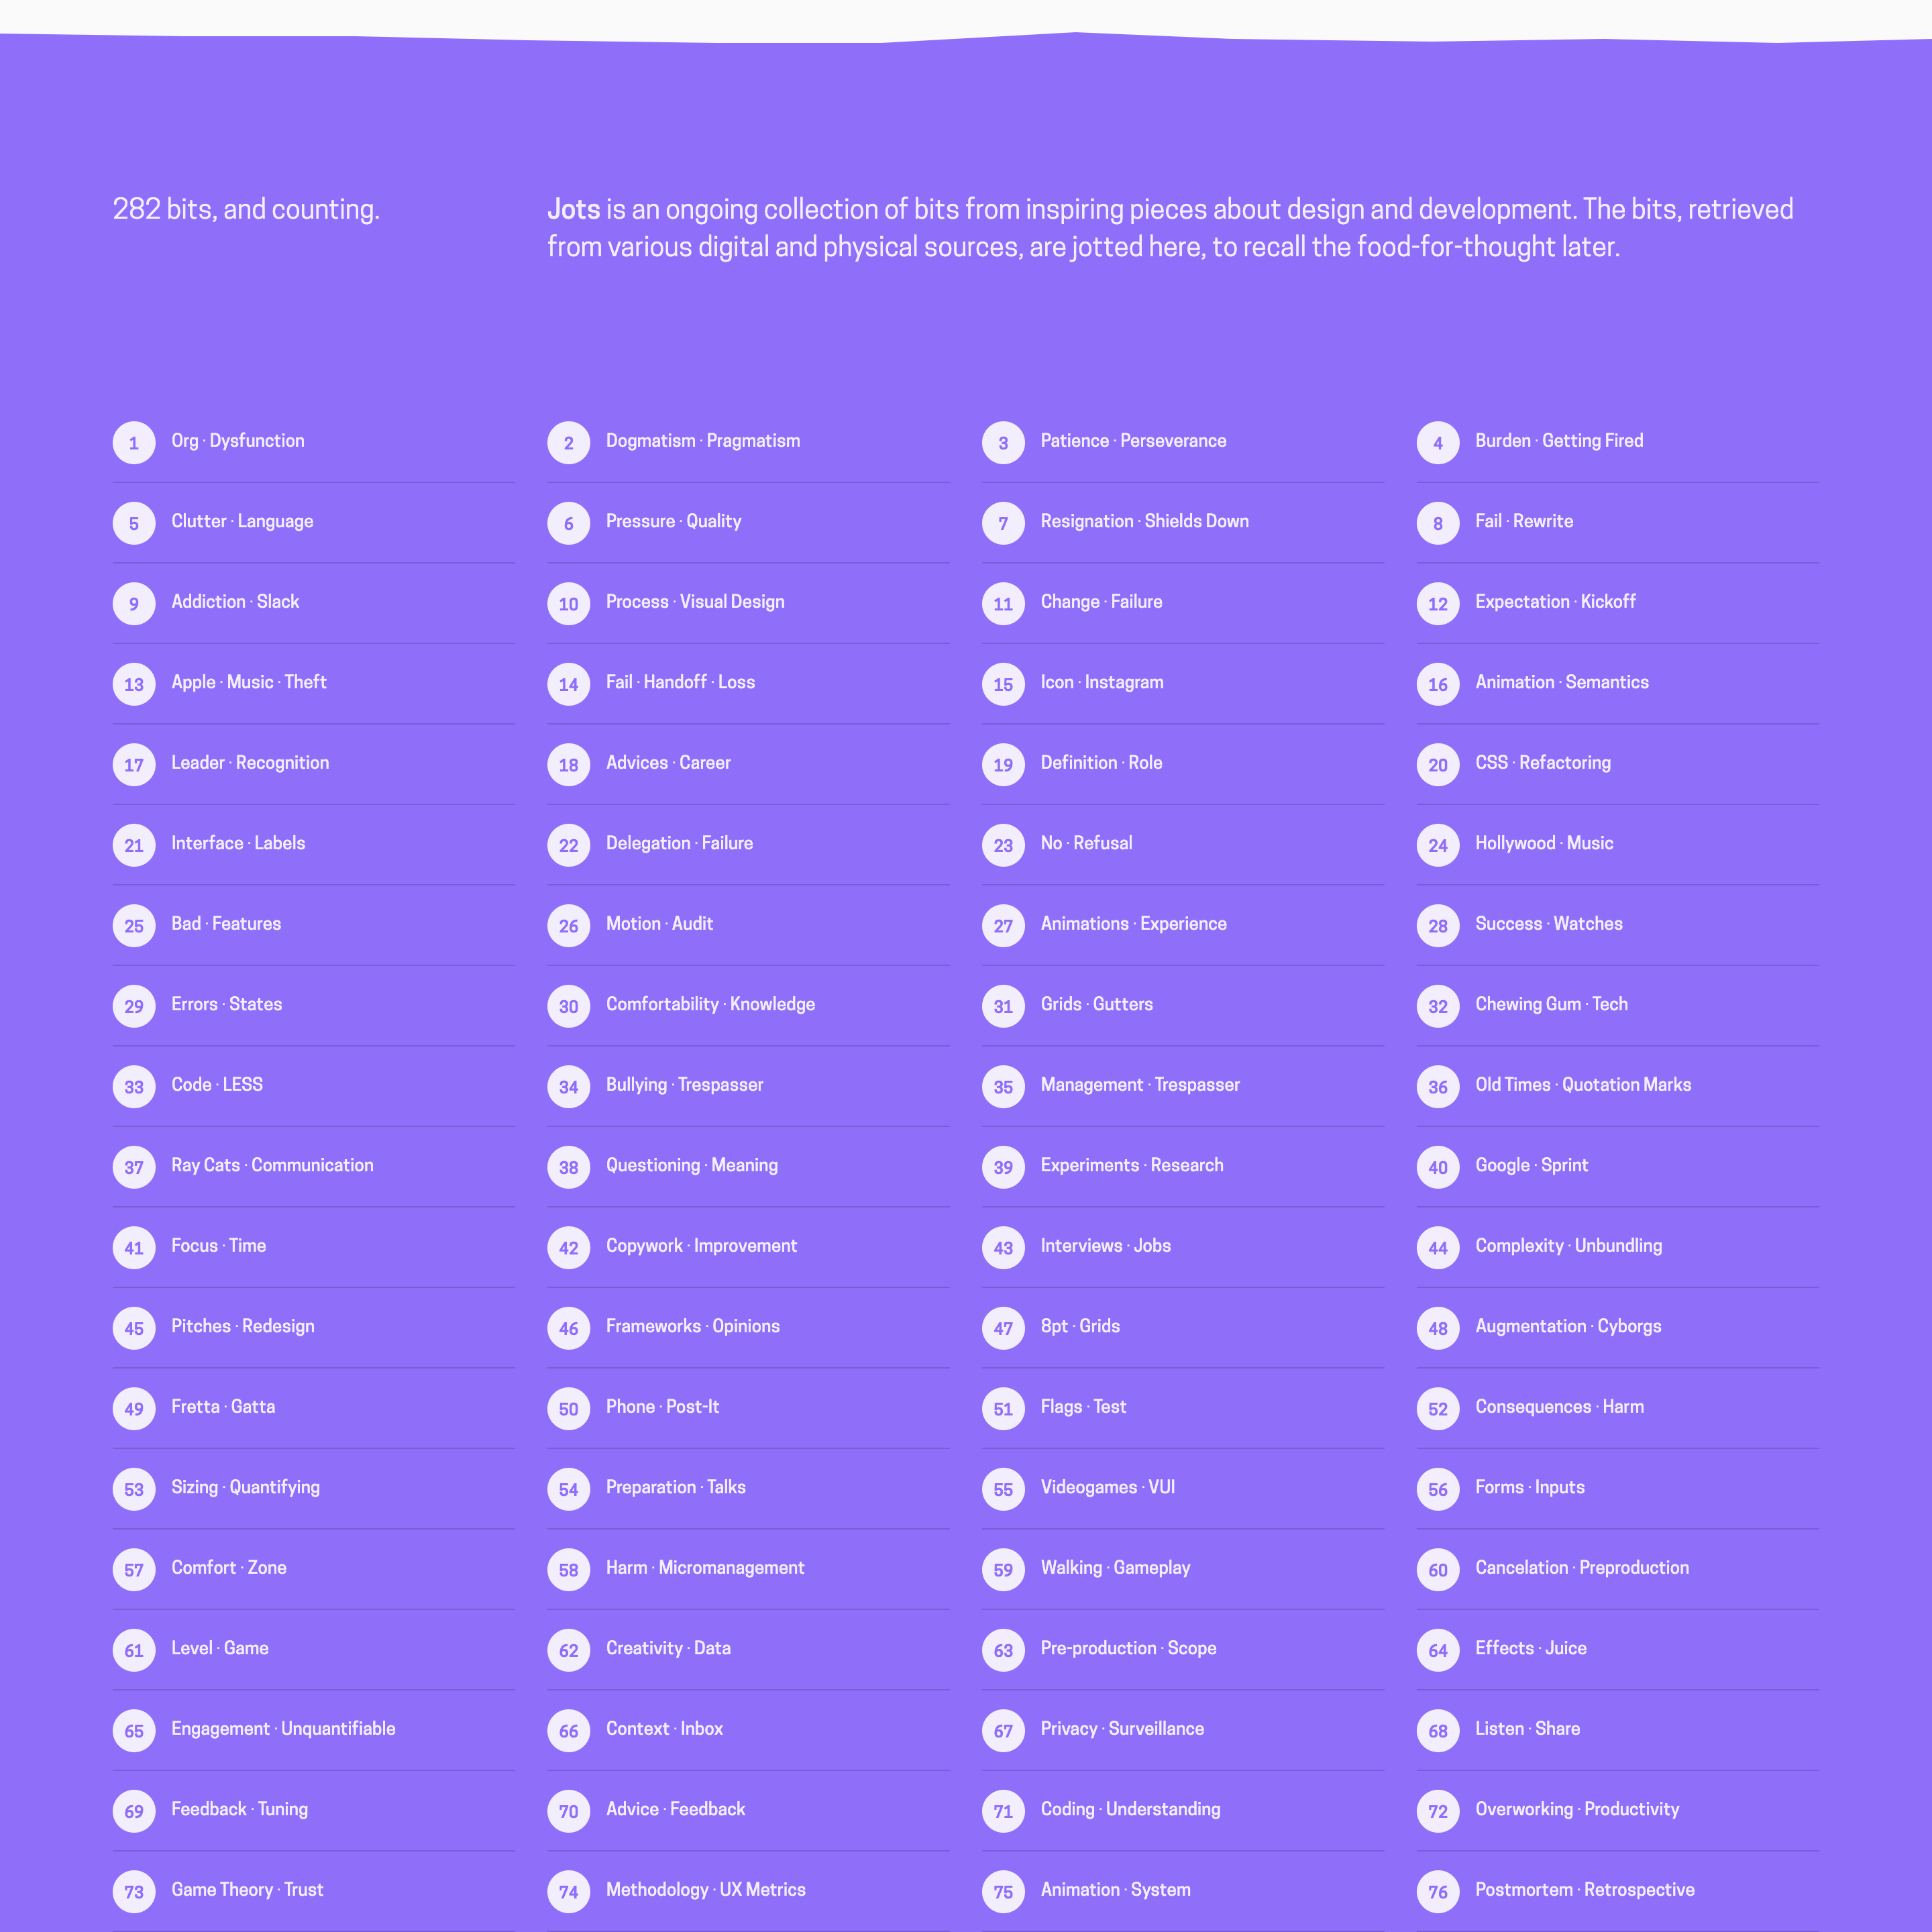 282 bits, and counting.
Jots is an ongoing collection of bits from inspiring pieces about design and development. The bits, retrieved
from various digital and physical sources, are jotted here, to recall the food-for-thought later.
1 Org · Dysfunction
2 Dogmatism · Pragmatism
3 Patience · Perseverance
4 Burden · Getting Fired
5 Clutter · Language
6 Pressure · Quality
7 Resignation · Shields Down
8 Fail · Rewrite
9 Addiction · Slack
10 Process · Visual Design
11 Change · Failure
12 Expectation · Kickoff
13 Apple · Music · Theft
14 Fail · Handoff · Loss
15 Icon · Instagram
16 Animation · Semantics
17 Leader · Recognition
18 Advices · Career
19 Definition · Role
20 CSS · Refactoring
21 Interface · Labels
22 Delegation · Failure
23 No · Refusal
24 Hollywood · Music
25 Bad · Features
26 Motion · Audit
27 Animations · Experience
28 Success · Watches
29 Errors · States
30 Comfortability · Knowledge
31 Grids · Gutters
32 Chewing Gum · Tech
33 Code · LESS
34 Bullying · Trespasser
35 Management · Trespasser
36 Old Times · Quotation Marks
37 Ray Cats · Communication
38 Questioning · Meaning
39 Experiments · Research
40 Google · Sprint
41 Focus · Time
42 Copywork · Improvement
43 Interviews · Jobs
44 Complexity · Unbundling
45 Pitches · Redesign
46 Frameworks · Opinions
47 8pt · Grids
48 Augmentation · Cyborgs
49 Fretta · Gatta
50 Phone · Post-It
51 Flags · Test
52 Consequences · Harm
53 Sizing · Quantifying
54 Preparation · Talks
55 Videogames · VUI
56 Forms · Inputs
57 Comfort · Zone
58 Harm · Micromanagement
59 Walking · Gameplay
60 Cancelation · Preproduction
61 Level · Game
62 Creativity · Data
63 Pre-production · Scope
64 Effects · Juice
65 Engagement · Unquantifiable
66 Context · Inbox
67 Privacy · Surveillance
68 Listen · Share
69 Feedback · Tuning
70 Advice · Feedback
71 Coding · Understanding
72 Overworking · Productivity
73 Game Theory · Trust
74 Methodology · UX Metrics
75 Animation · System
76 Postmortem · Retrospective